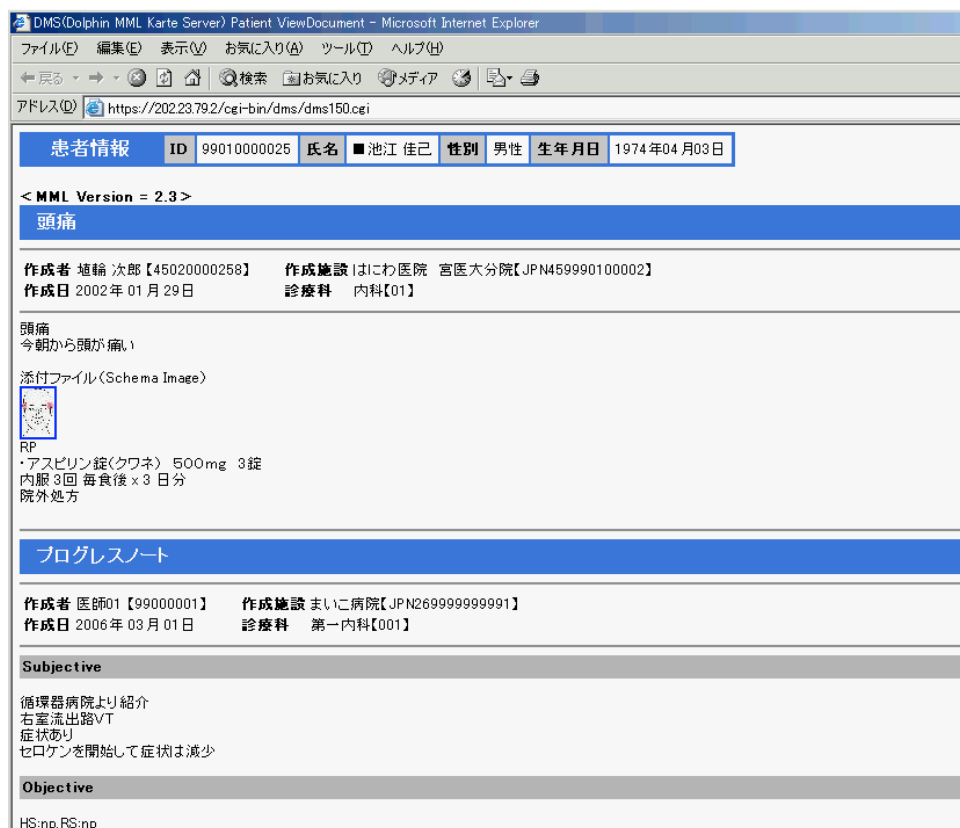 DMS(Dolphin MML Karte Server) Patient ViewDocument - Microsoft Internet Explorer
ファイル(F) 編集(E) 表示(V) お気に入り(A) ツール(T) ヘルプ(H)
戻る 検索 お気に入り メディア
アドレス(D) https://202.23.79.2/cgi-bin/dms/dms150.cgi
患者情報 ID 99010000025 氏名 ■池江 佳己 性別 男性 生年月日 1974年04月03日
<MML Version = 2.3>
頭痛
作成者 埴輪 次郎【45020000258】 作成施設 はにわ医院 宮医大分院【JPN459990100002】
作成日 2002年01月29日 診療科 内科【01】
頭痛
今朝から頭が痛い
添付ファイル(Schema Image)
RP
・アスピリン錠(クワネ) 500mg 3錠
内服3回 毎食後 x 3 日分
院外処方
プログレスノート
作成者 医師01【99000001】 作成施設 まいこ病院【JPN269999999991】
作成日 2006年03月01日 診療科 第一内科【001】
Subjective
循環器病院より紹介
右室流出路VT
症状あり
セロケンを開始して症状は減少
Objective
HS:np, RS:np